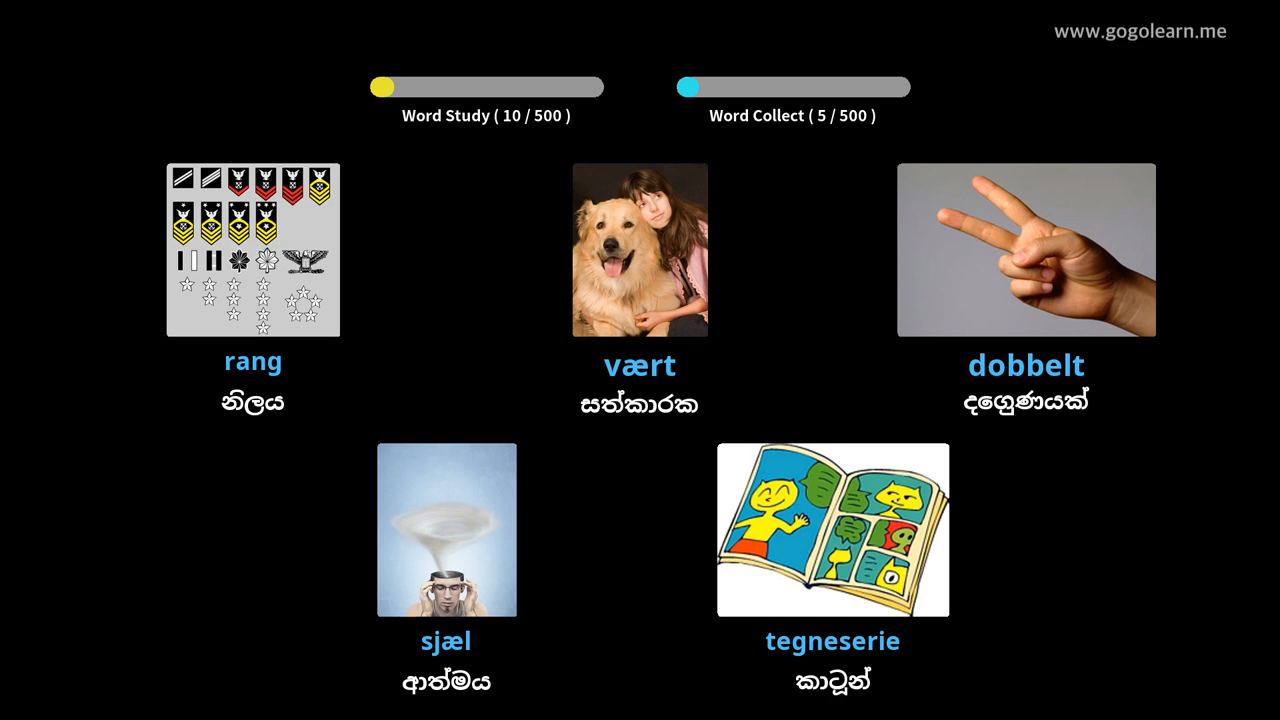 www.gogolearn.me
Word Study ( 10 / 500 )
Word Collect ( 5 / 500 )
rang
vært
dobbelt
නිලය
සත්කාරක
දෙගුණයක්
sjæl
tegneserie
ආත්මය
කාටූන්